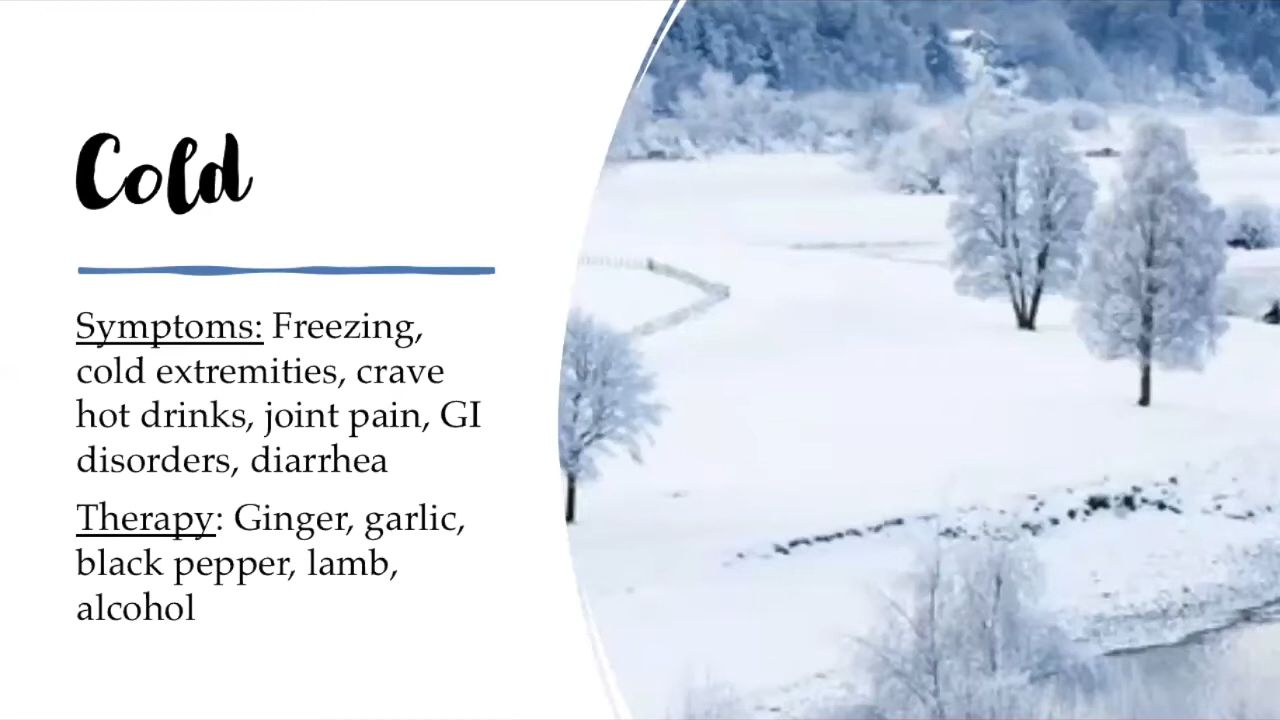 Cold
Symptoms: Freezing,
cold extremities, crave
hot drinks, joint pain, GI
disorders, diarrhea
Therapy: Ginger, garlic,
black pepper, lamb,
alcohol